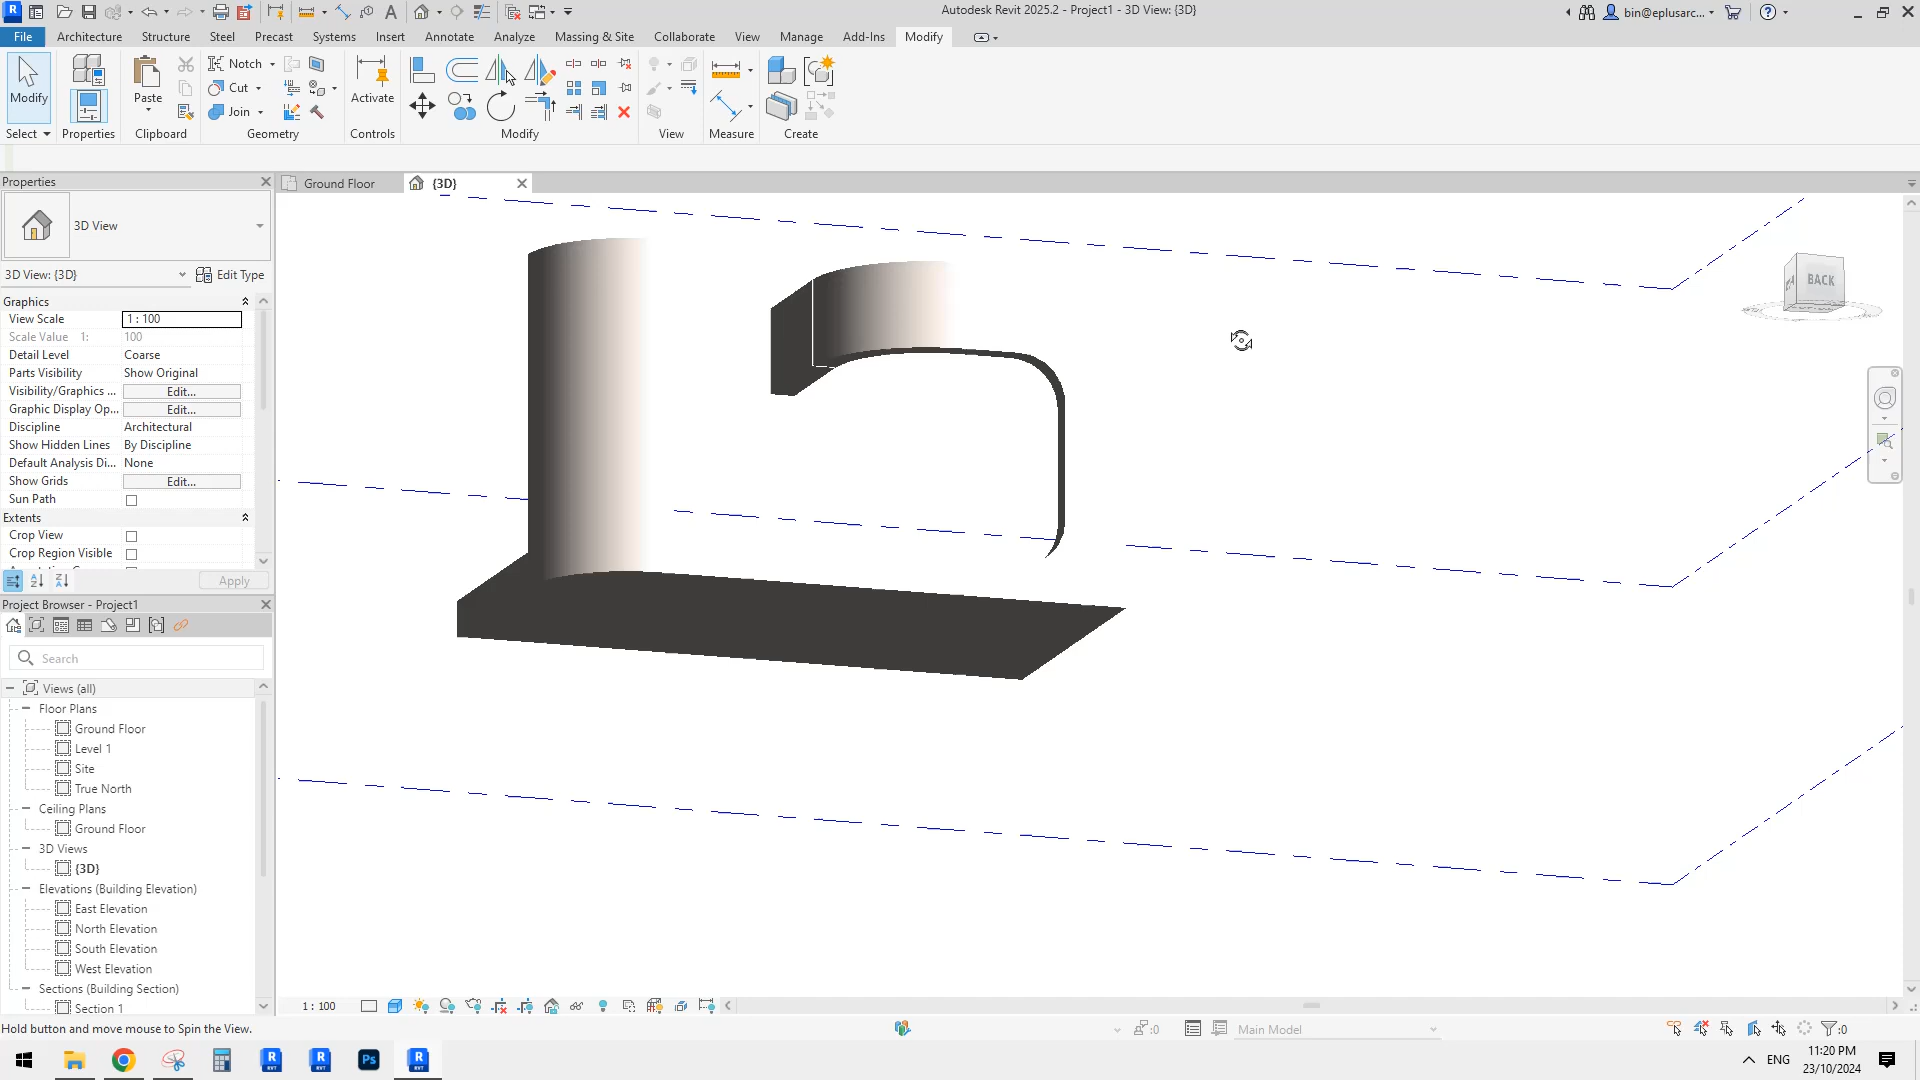 Autodesk Revit 2025.2 - Project1 - 3D View: {3D}
bin@eplusarc...
File Architecture Structure Steel Precast Systems Insert Annotate Analyze Massing & Site Collaborate View Manage Add-Ins Modify
Modify
Paste
Notch
Cut
Join
Activate
Select Properties Clipboard Geometry Controls Modify View Measure Create
Properties
Ground Floor
{3D}
3D View
3D View: {3D}
Edit Type
Graphics
View Scale 1 : 100
Scale Value 1: 100
Detail Level Coarse
Parts Visibility Show Original
Visibility/Graphics ... Edit...
Graphic Display Op... Edit...
Discipline Architectural
Show Hidden Lines By Discipline
Default Analysis Di... None
Show Grids Edit...
Sun Path
Extents
Crop View
Crop Region Visible
Apply
BACK
Project Browser - Project1
Search
Views (all)
Floor Plans
Ground Floor
Level 1
Site
True North
Ceiling Plans
Ground Floor
3D Views
{3D}
Elevations (Building Elevation)
East Elevation
North Elevation
South Elevation
West Elevation
Sections (Building Section)
Section 1
1 : 100
Hold button and move mouse to Spin the View.
:0
Main Model
:0
ENG
11:20 PM
23/10/2024